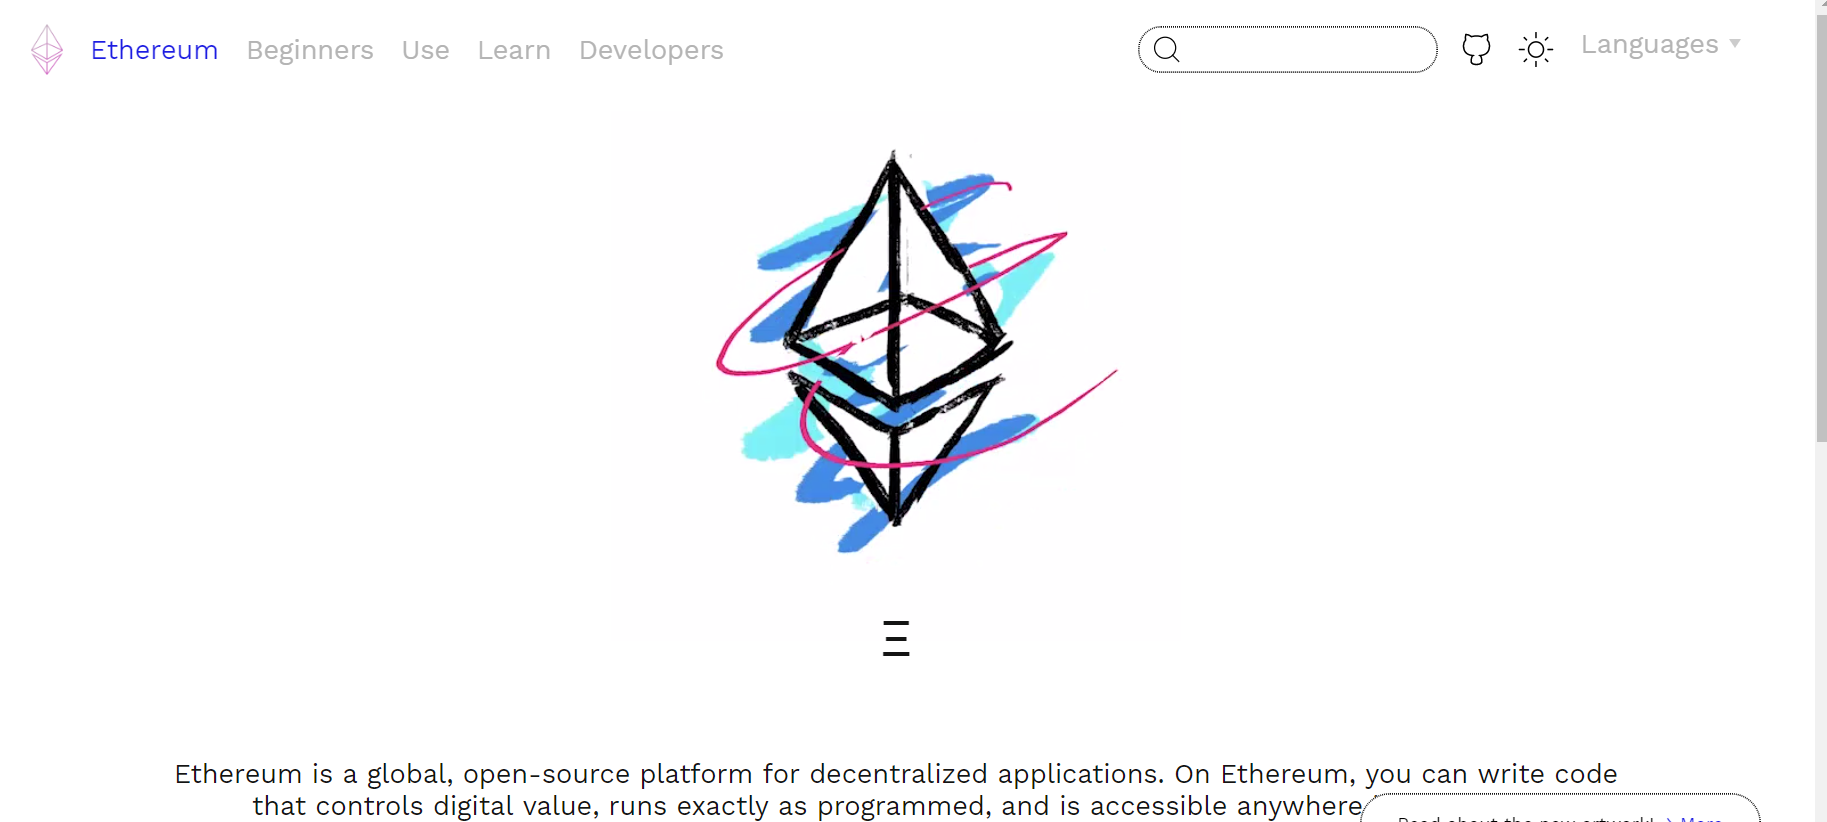 Ethereum Beginners Use Learn Developers Languages
Ξ
Ethereum is a global, open-source platform for decentralized applications. On Ethereum, you can write code
that controls digital value, runs exactly as programmed, and is accessible anywhere
Read about the new artwork! → More